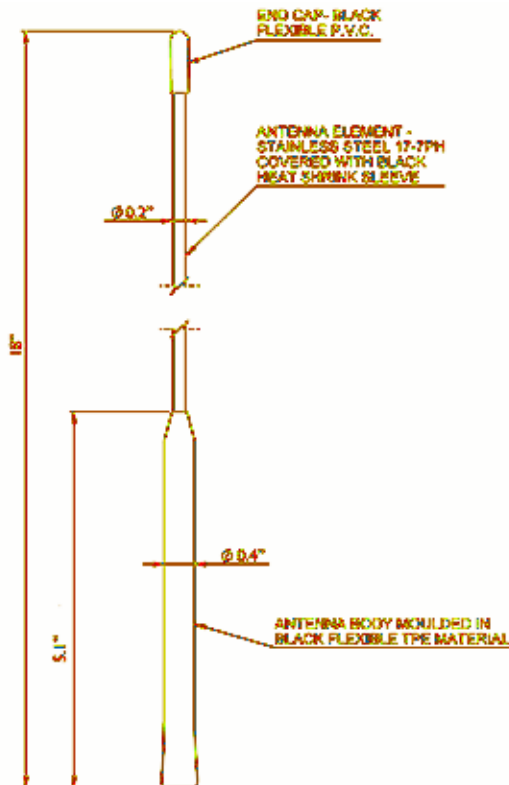 END CAP- BLACK
FLEXIBLE P.V.C.
ANTENNA ELEMENT -
STAINLESS STEEL 17-7PH
COVERED WITH BLACK
HEAT SHRINK SLEEVE
Ø 0.2"
18"
Ø 0.4"
5.1"
ANTENNA BODY MOULDED IN
BLACK FLEXIBLE TPE MATERIAL